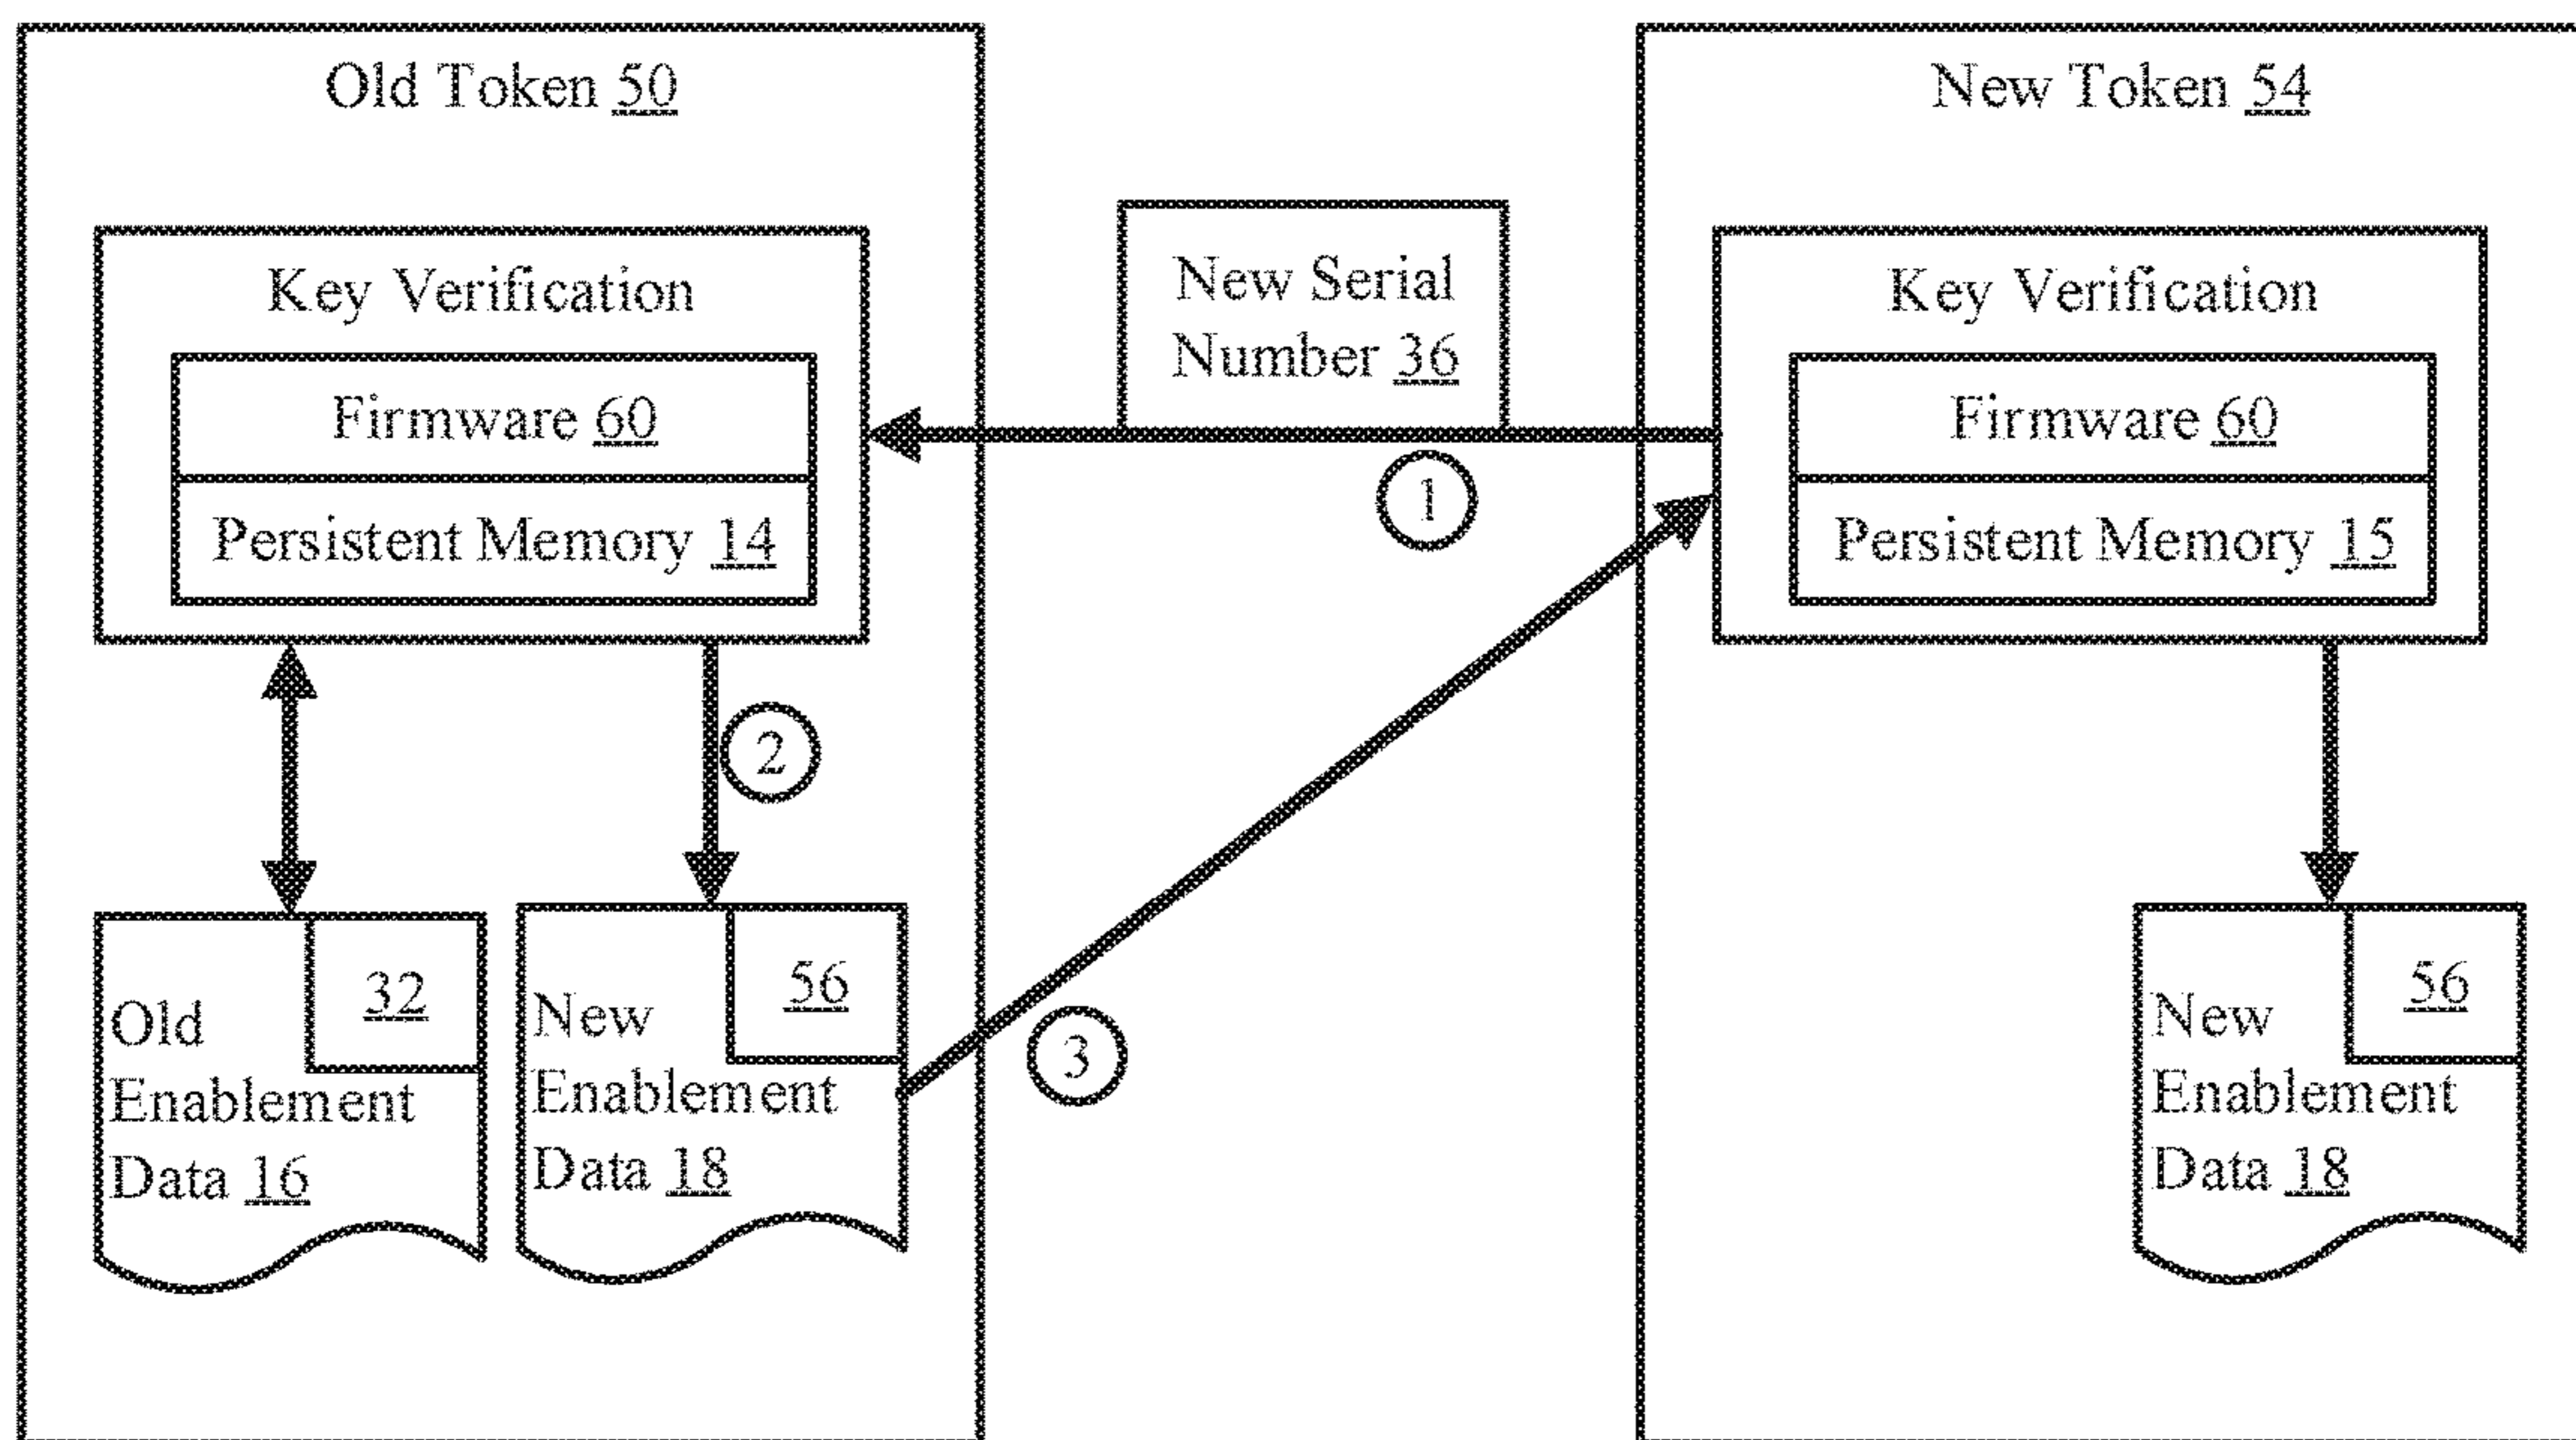 Old Token 50
Key Verification
Firmware 60
Persistent Memory 14
New Serial
Number 36
1
New Token 54
Key Verification
Firmware 60
Persistent Memory 15
2
3
32
Old
Enablement
Data 16
56
New
Enablement
Data 18
56
New
Enablement
Data 18